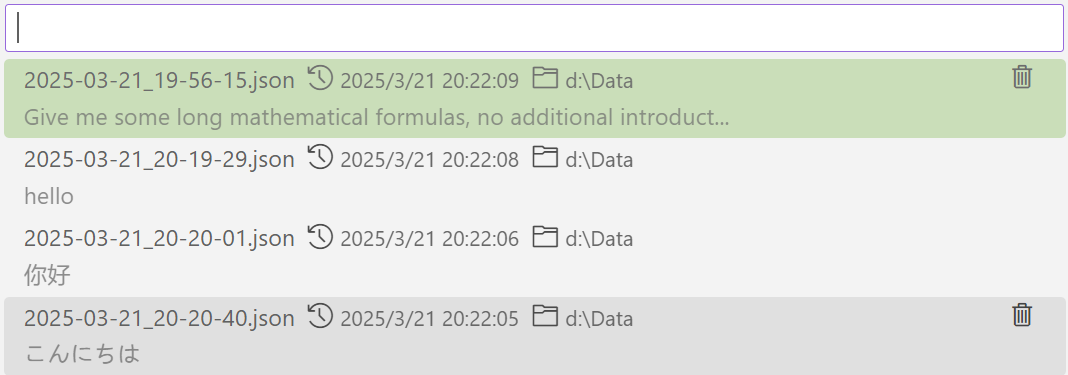 2025-03-21_19-56-15.json 2025/3/21 20:22:09 d:\Data
Give me some long mathematical formulas, no additional introduct...
2025-03-21_20-19-29.json 2025/3/21 20:22:08 d:\Data
hello
2025-03-21_20-20-01.json 2025/3/21 20:22:06 d:\Data
你好
2025-03-21_20-20-40.json 2025/3/21 20:22:05 d:\Data
こんにちは